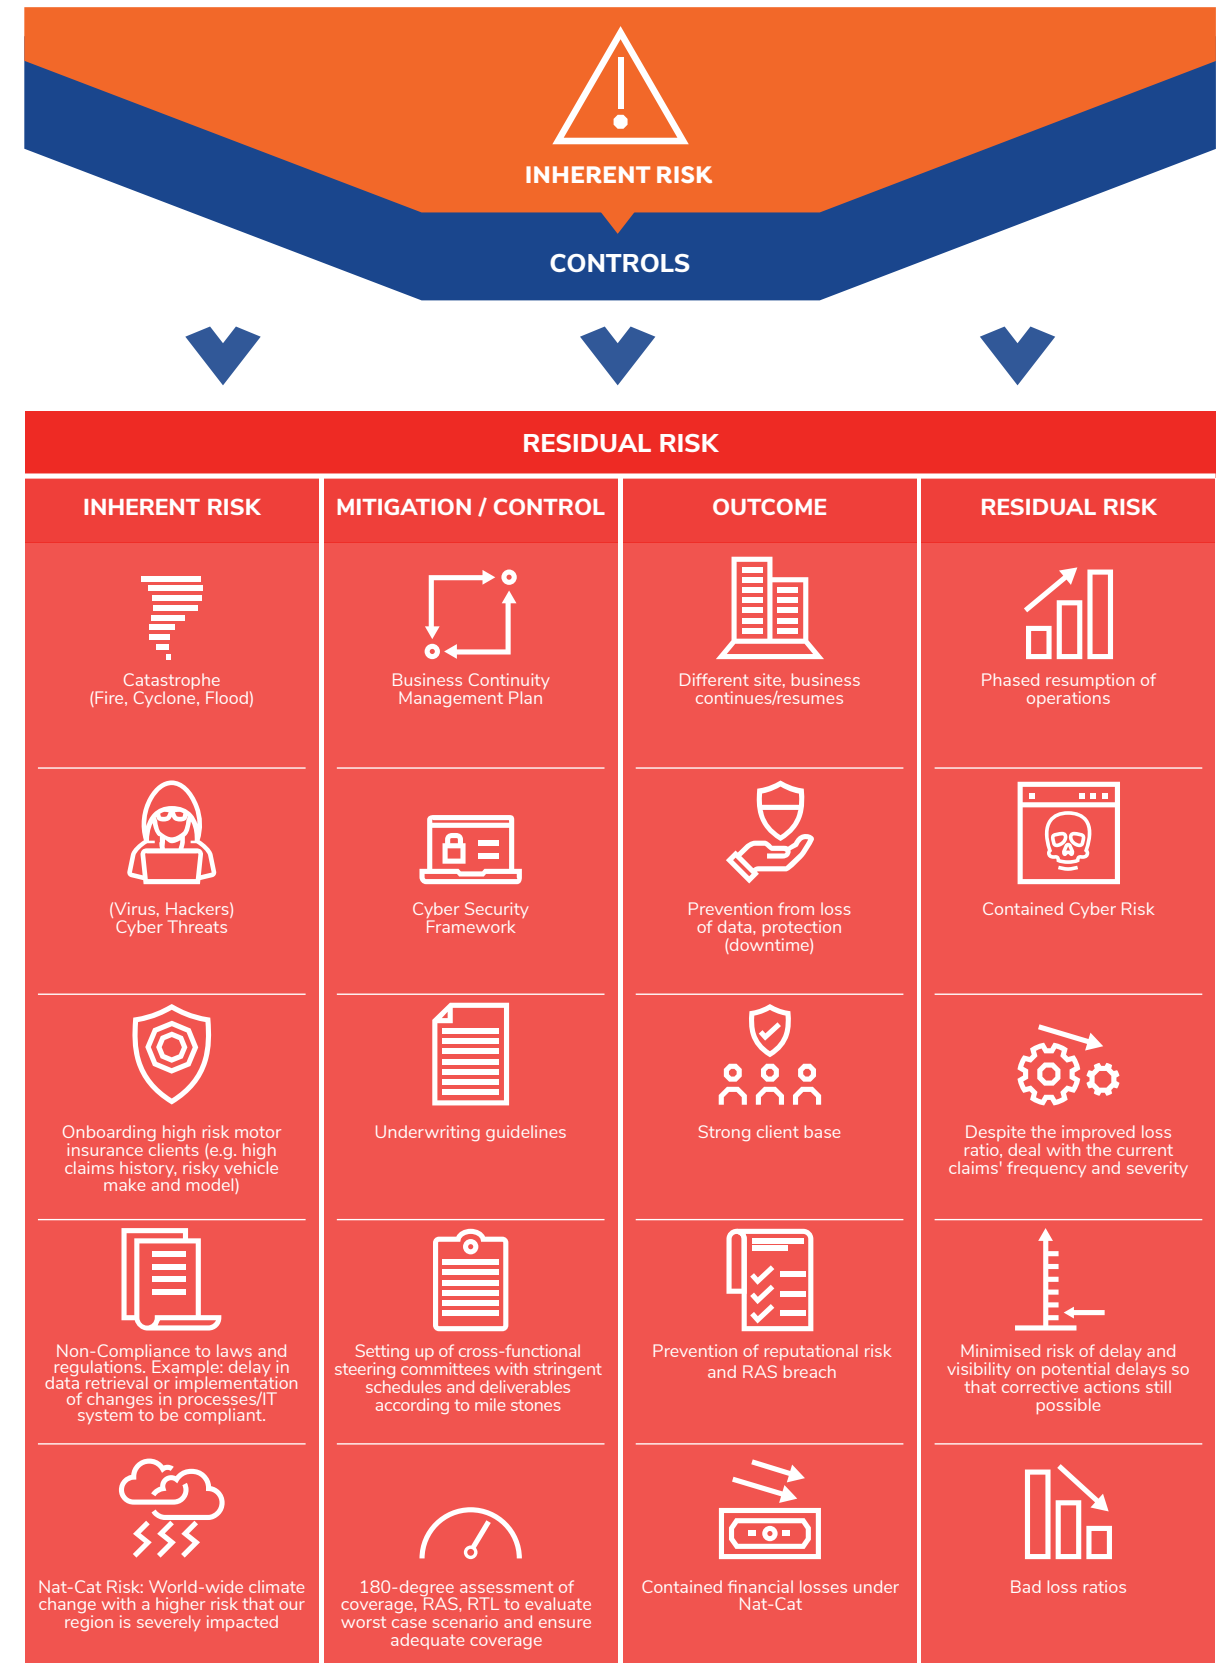 INHERENT RISK
CONTROLS
RESIDUAL RISK
INHERENT RISK
MITIGATION / CONTROL
OUTCOME
RESIDUAL RISK
Catastrophe
(Fire, Cyclone, Flood)
Business Continuity
Management Plan
Different site, business
continues/resumes
Phased resumption of
operations
(Virus, Hackers)
Cyber Threats
Cyber Security
Framework
Prevention from loss
of data, protection
(downtime)
Contained Cyber Risk
Onboarding high risk motor
insurance clients (e.g. high
claims history, risky vehicle
make and model)
Underwriting guidelines
Strong client base
Despite the improved loss
ratio, deal with the current
claims' frequency and severity
Non-Compliance to laws and
regulations. Example: delay in
data retrieval or implementation
of changes in processes/IT
system to be compliant.
Setting up of cross-functional
steering committees with stringent
schedules and deliverables
according to mile stones
Prevention of reputational risk
and RAS breach
Minimised risk of delay and
visibility on potential delays so
that corrective actions still
possible
Nat-Cat Risk: World-wide climate
change with a higher risk that our
region is severely impacted
180-degree assessment of
coverage, RAS, RTL to evaluate
worst case scenario and ensure
adequate coverage
Contained financial losses under
Nat-Cat
Bad loss ratios